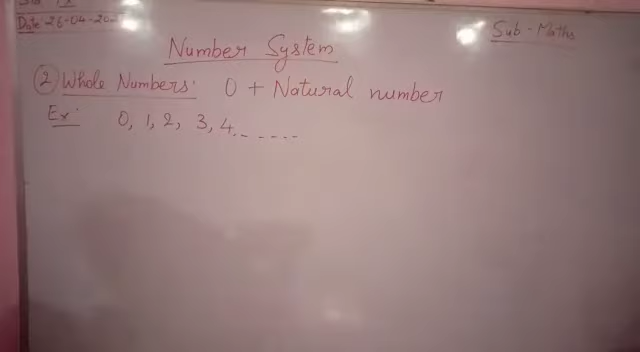 Date 26-04-202
Sub - Maths
Number System
② Whole Numbers: 0 + Natural number
Ex: 0, 1, 2, 3, 4.. - - - - -